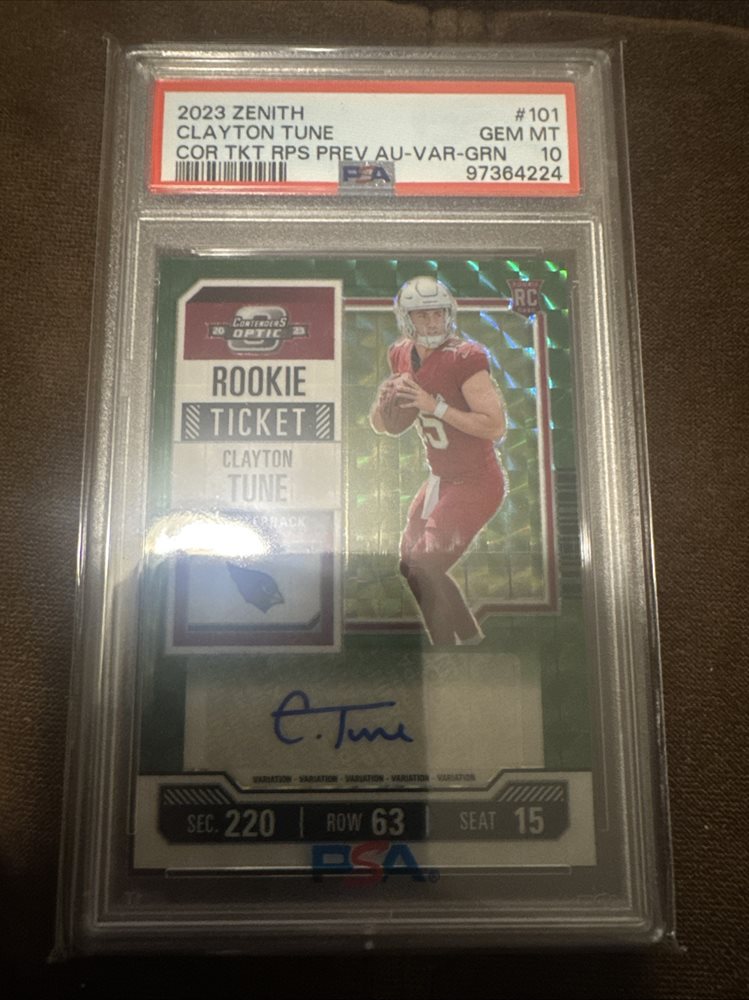 2023 ZENITH #101
CLAYTON TUNE GEM MT
COR TKT RPS PREV AU-VAR-GRN 10
PSA 97364224
ROOKIE
RC
CONTENDERS
20 OPTIC 23
ROOKIE
TICKET
CLAYTON
TUNE
15
C. Tune
VARIATION - VARIATION - VARIATION - VARIATION - VARIATION
SEC. 220 ROW 63 SEAT 15
PSA®